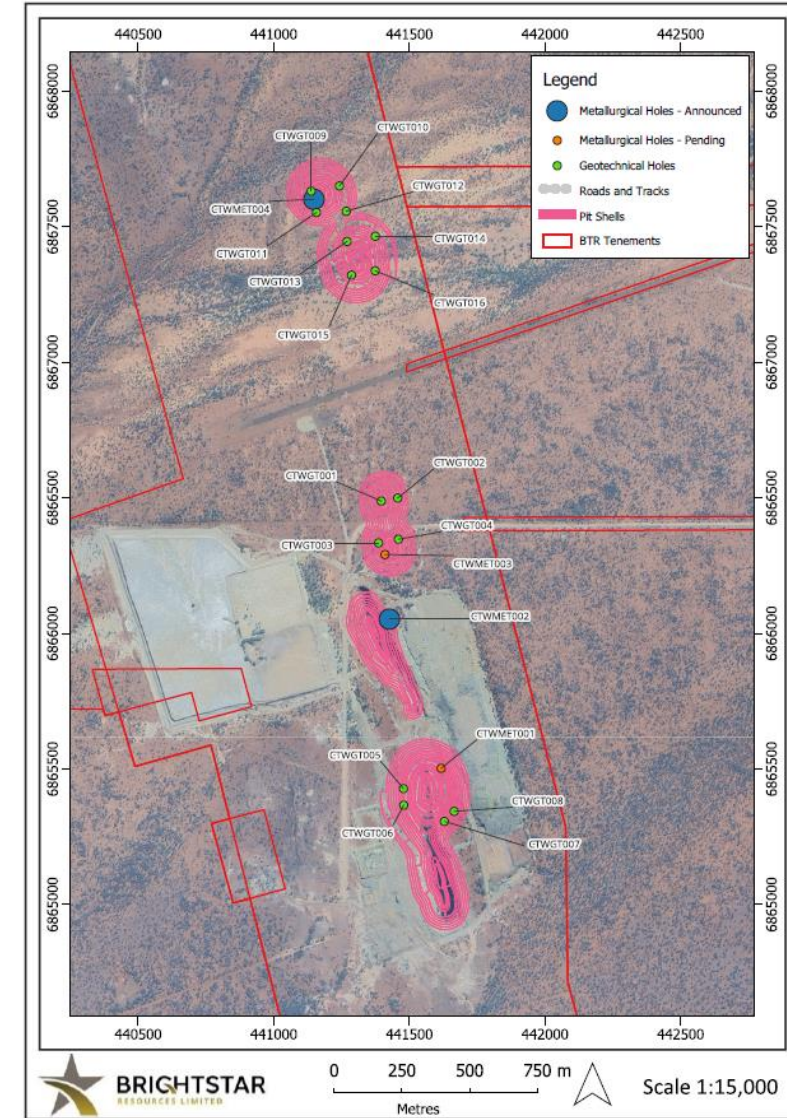 440500 441000 441500 442000 442500
6868000 6868000
Legend
Metallurgical Holes - Announced
Metallurgical Holes - Pending
Geotechnical Holes
Roads and Tracks
Pit Shells
BTR Tenements
CTWGT010
CTWGT009
CTWGT012
CTWMET004
6867500 6867500
CTWGT014
CTWGT011
CTWGT013
CTWGT016
CTWGT015
6867000 6867000
CTWGT002
CTWGT001
6866500 6866500
CTWGT004
CTWGT003
CTWMET003
CTWMET002
6866000 6866000
CTWMET001
CTWGT005
6865500 6865500
CTWGT008
CTWGT006
CTWGT007
6865000 6865000
440500 441000 441500 442000 442500
BRIGHTSTAR
RESOURCES LIMITED
0 250 500 750 m
Metres
Scale 1:15,000